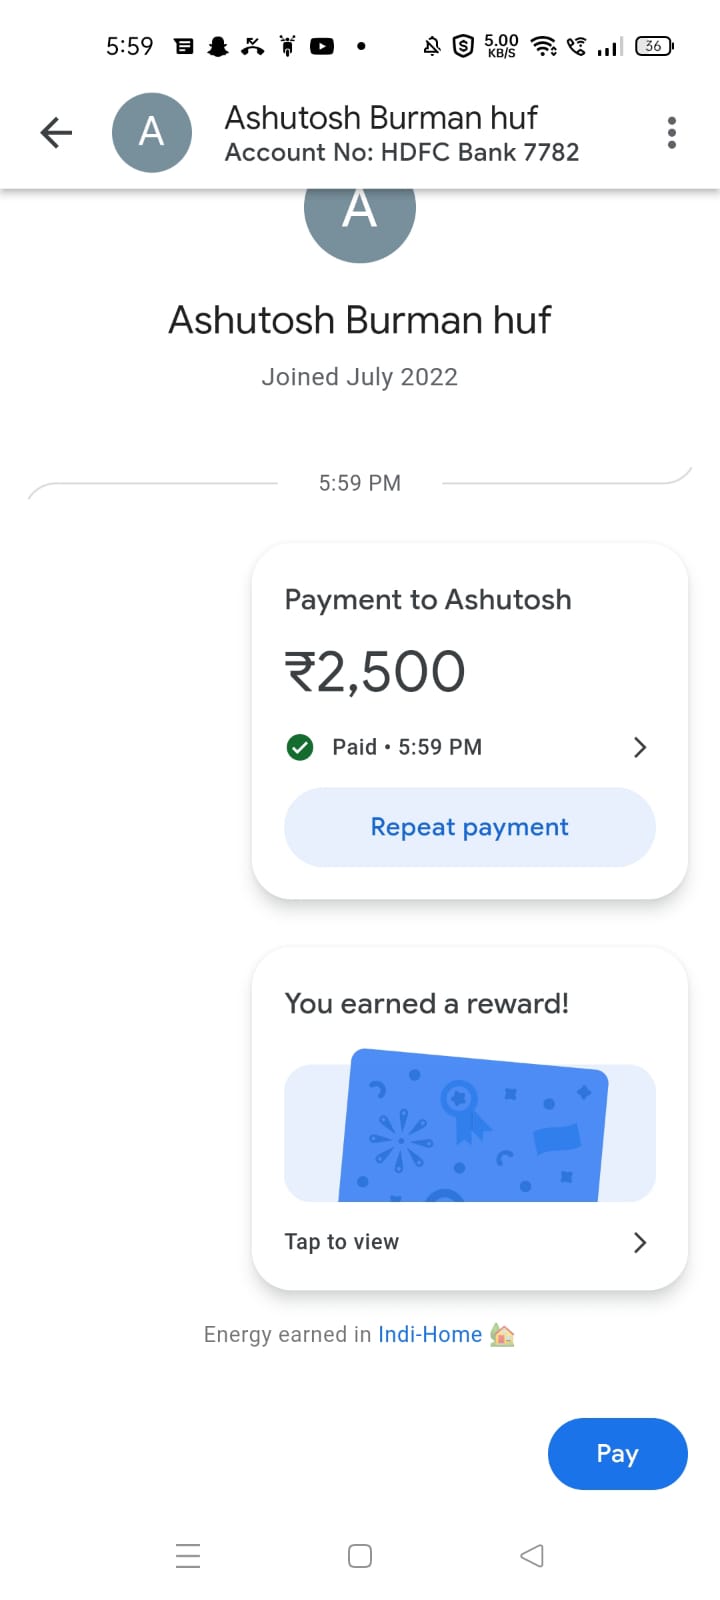 5:59
5.00
KB/S
36
A
Ashutosh Burman huf
Account No: HDFC Bank 7782
A
Ashutosh Burman huf
Joined July 2022
5:59 PM
Payment to Ashutosh
₹2,500
Paid • 5:59 PM
Repeat payment
You earned a reward!
Tap to view
Energy earned in Indi-Home 🏡
Pay